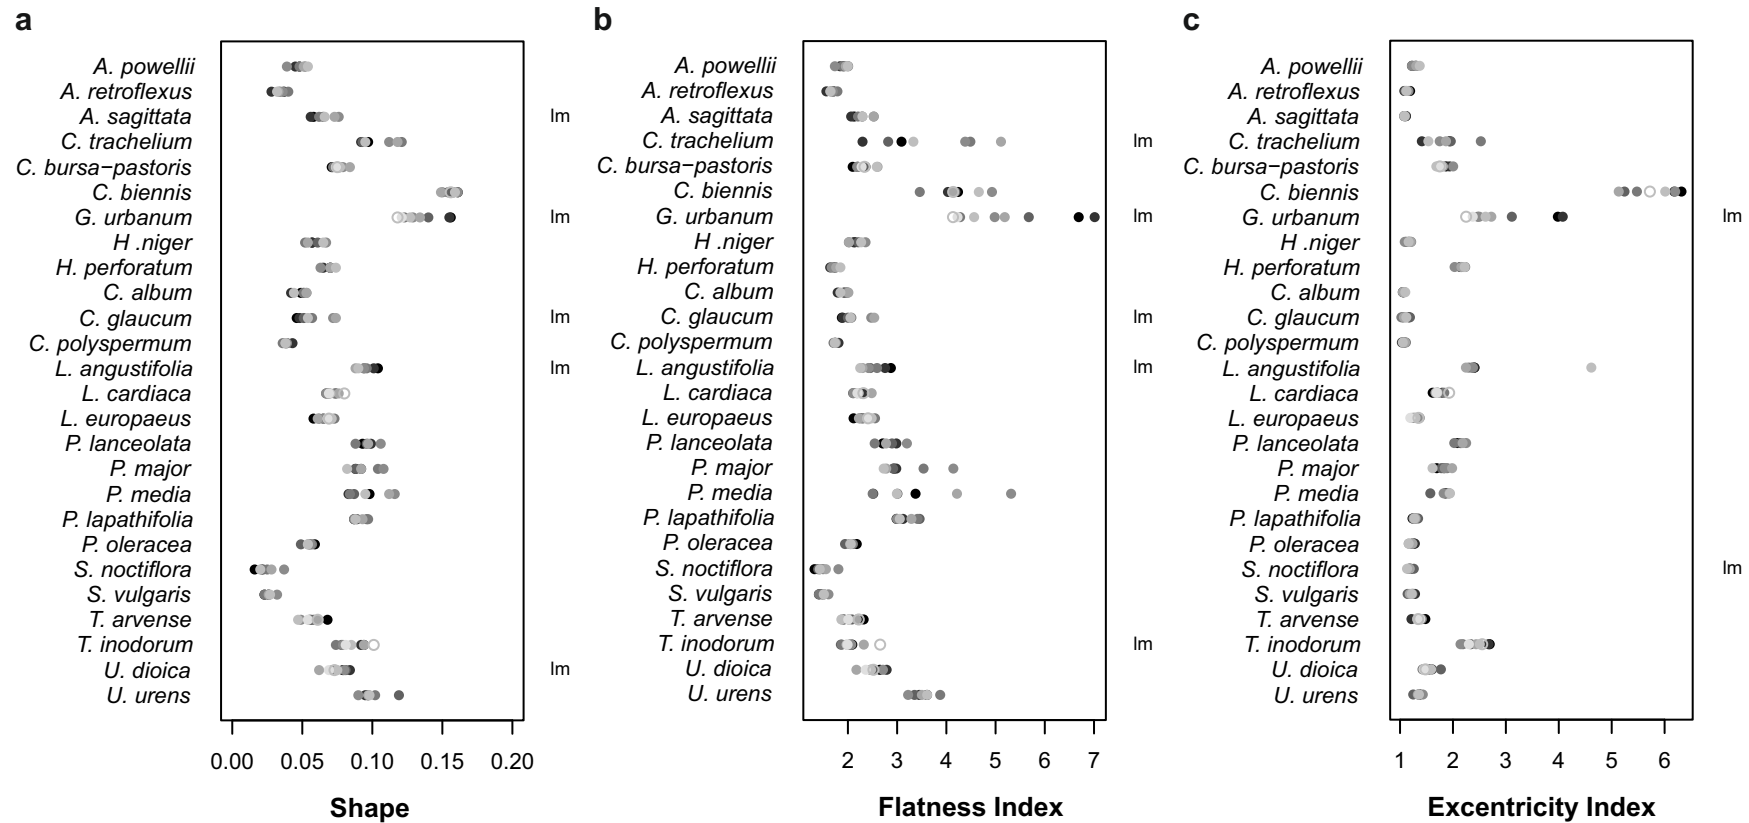 a
b
c
A. powellii
A. retroflexus
A. sagittata lm
C. trachelium
C. bursa−pastoris
C. biennis
G. urbanum lm
H .niger
H. perforatum
C. album
C. glaucum lm
C. polyspermum
L. angustifolia lm
L. cardiaca
L. europaeus
P. lanceolata
P. major
P. media
P. lapathifolia
P. oleracea
S. noctiflora
S. vulgaris
T. arvense
T. inodorum
U. dioica lm
U. urens
0.00 0.05 0.10 0.15 0.20
Shape
A. powellii
A. retroflexus
A. sagittata
C. trachelium lm
C. bursa−pastoris
C. biennis
G. urbanum lm
H .niger
H. perforatum
C. album
C. glaucum lm
C. polyspermum
L. angustifolia lm
L. cardiaca
L. europaeus
P. lanceolata
P. major
P. media
P. lapathifolia
P. oleracea
S. noctiflora
S. vulgaris
T. arvense
T. inodorum lm
U. dioica
U. urens
2 3 4 5 6 7
Flatness Index
A. powellii
A. retroflexus
A. sagittata
C. trachelium
C. bursa−pastoris
C. biennis
G. urbanum lm
H .niger
H. perforatum
C. album
C. glaucum
C. polyspermum
L. angustifolia
L. cardiaca
L. europaeus
P. lanceolata
P. major
P. media
P. lapathifolia
P. oleracea
S. noctiflora lm
S. vulgaris
T. arvense
T. inodorum
U. dioica
U. urens
1 2 3 4 5 6
Excentricity Index